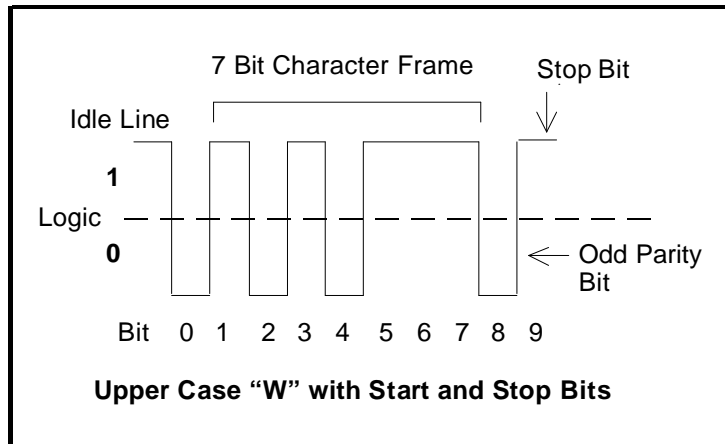 7 Bit Character Frame
Stop Bit
Idle Line
1
Logic
0
Odd Parity
Bit
Bit 0 1 2 3 4 5 6 7 8 9
Upper Case “W” with Start and Stop Bits